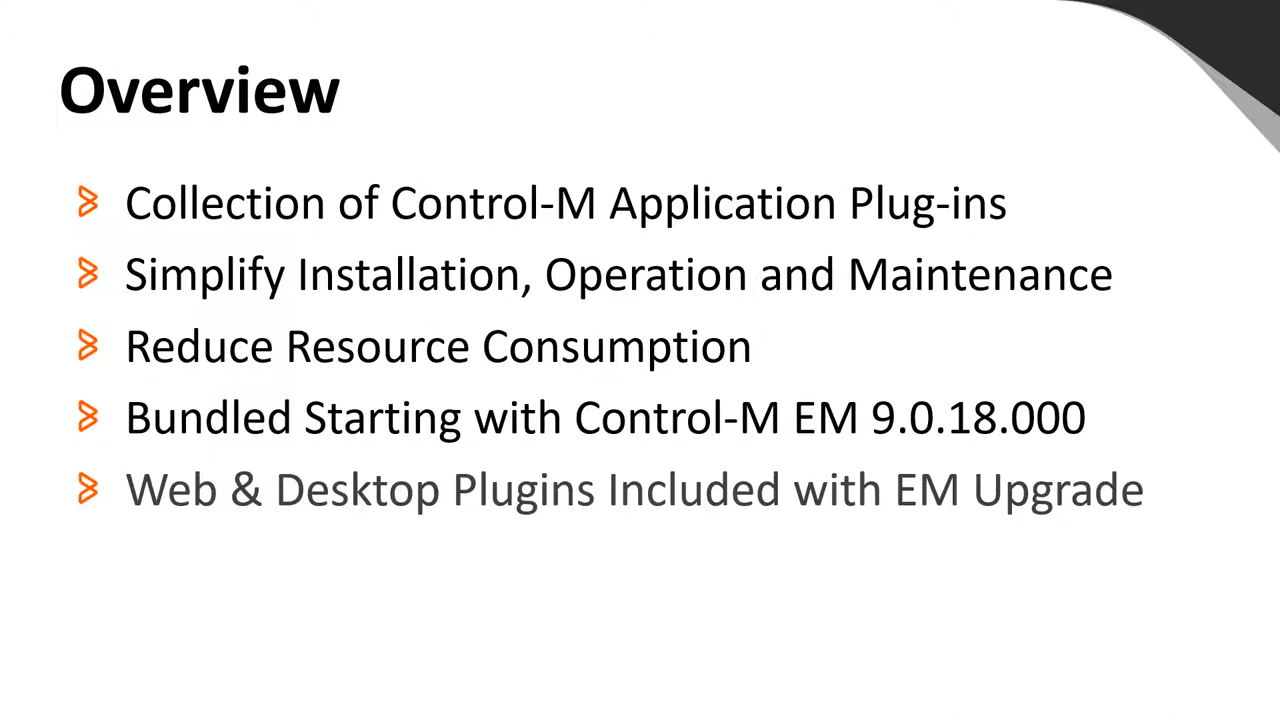 Overview
Collection of Control-M Application Plug-ins
Simplify Installation, Operation and Maintenance
Reduce Resource Consumption
Bundled Starting with Control-M EM 9.0.18.000
Web & Desktop Plugins Included with EM Upgrade